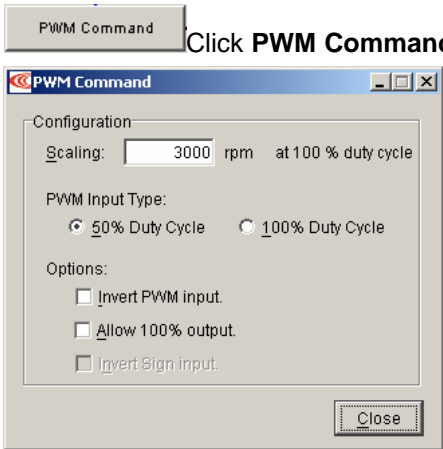 PWM Command
Click PWM Command
PWM Command
Configuration
Scaling: 3000 rpm at 100 % duty cycle
PWM Input Type:
50% Duty Cycle 100% Duty Cycle
Options:
Invert PWM input.
Allow 100% output.
Invert Sign input.
Close